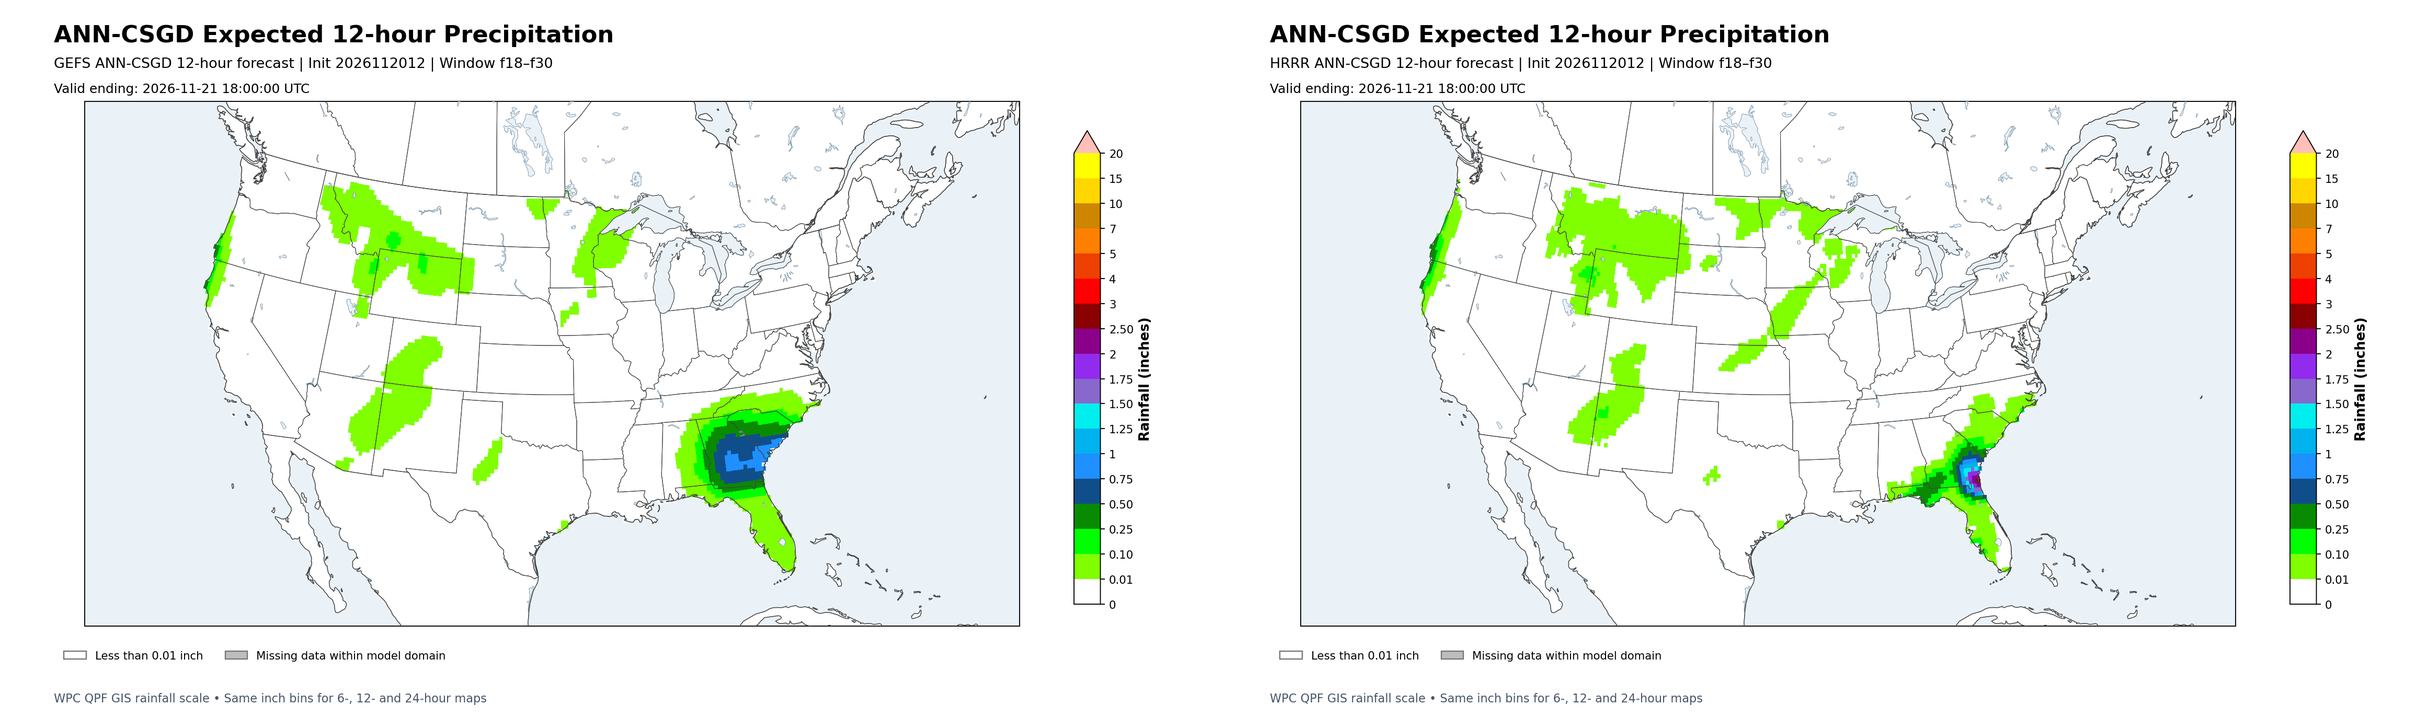 ANN-CSGD Expected 12-hour Precipitation
GEFS ANN-CSGD 12-hour forecast | Init 2026112012 | Window f18–f30
Valid ending: 2026-11-21 18:00:00 UTC
20
15
10
7
5
4
3
2.50
2
1.75
1.50
1.25
1
0.75
0.50
0.25
0.10
0.01
0
Rainfall (inches)
Less than 0.01 inch
Missing data within model domain
WPC QPF GIS rainfall scale • Same inch bins for 6-, 12- and 24-hour maps
ANN-CSGD Expected 12-hour Precipitation
HRRR ANN-CSGD 12-hour forecast | Init 2026112012 | Window f18–f30
Valid ending: 2026-11-21 18:00:00 UTC
20
15
10
7
5
4
3
2.50
2
1.75
1.50
1.25
1
0.75
0.50
0.25
0.10
0.01
0
Rainfall (inches)
Less than 0.01 inch
Missing data within model domain
WPC QPF GIS rainfall scale • Same inch bins for 6-, 12- and 24-hour maps